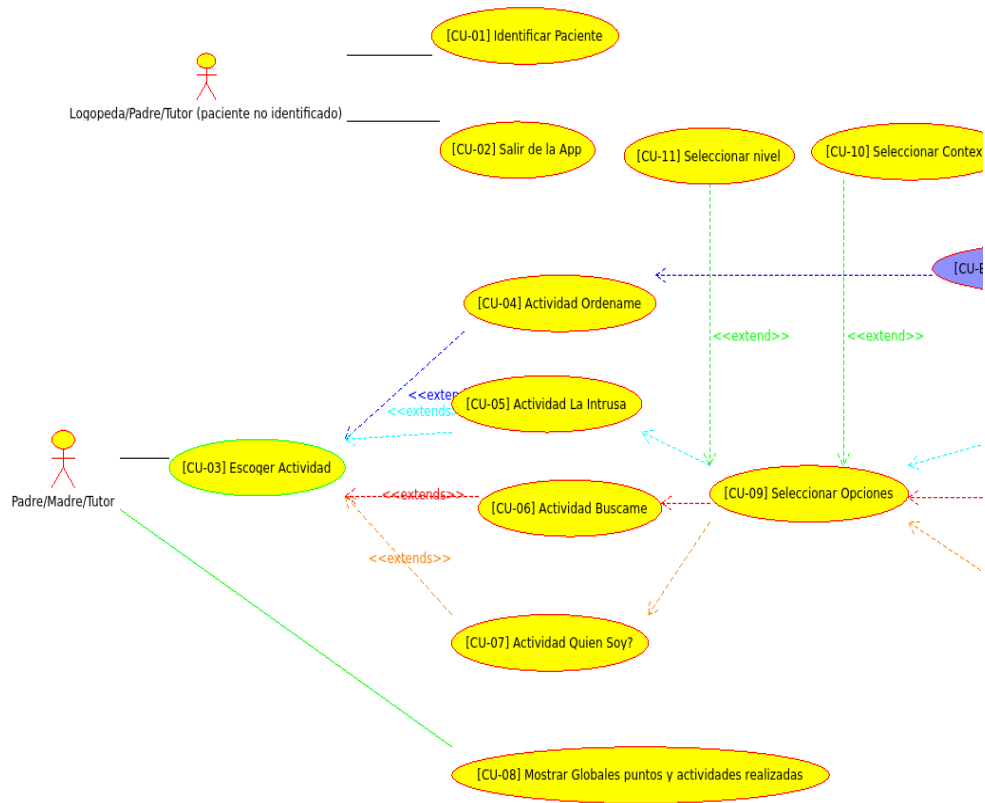 [CU-01] Identificar Paciente
Logopeda/Padre/Tutor (paciente no identificado)
[CU-02] Salir de la App
[CU-11] Seleccionar nivel
[CU-10] Seleccionar Contex
[CU-E
[CU-04] Actividad Ordename
<<extend>>
<<extend>>
<<exten
<<extends>
[CU-05] Actividad La Intrusa
[CU-03] Escoger Actividad
Padre/Madre/Tutor
<<extends>>
[CU-06] Actividad Buscame
[CU-09] Seleccionar Opciones
<<extends>>
[CU-07] Actividad Quien Soy?
[CU-08] Mostrar Globales puntos y actividades realizadas